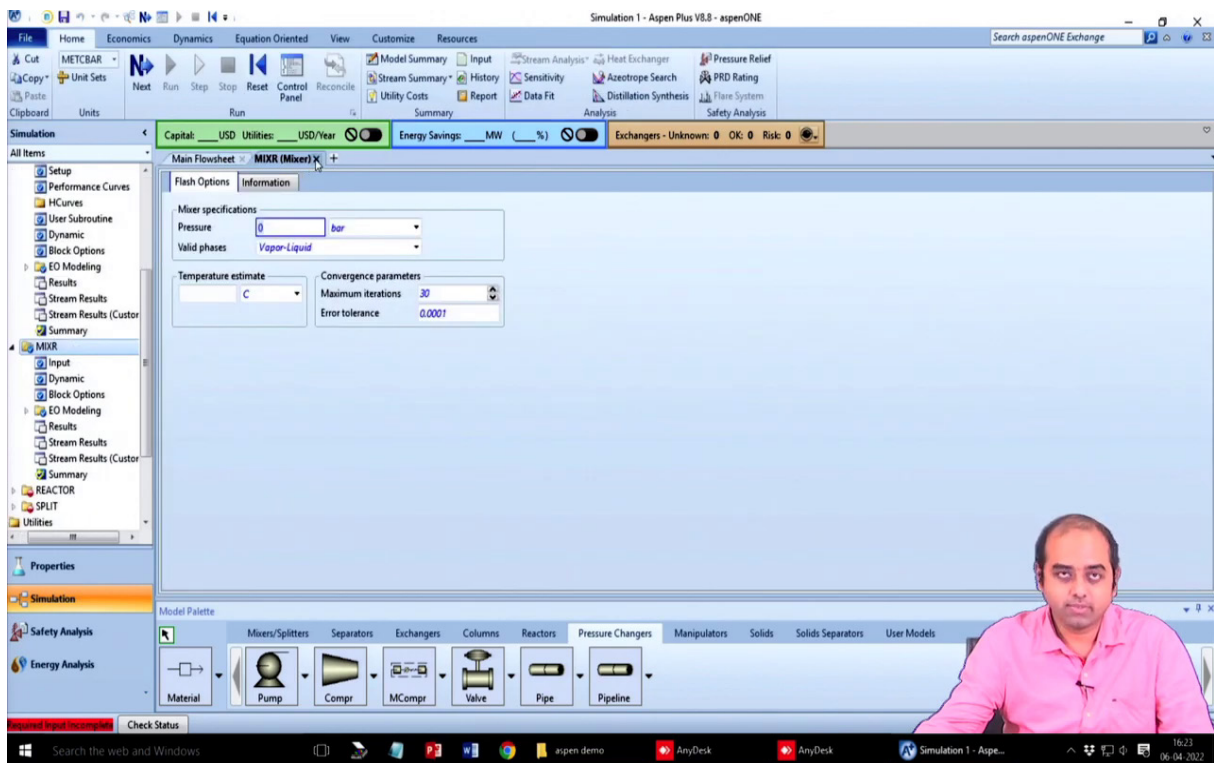 Simulation 1 - Aspen Plus V8.8 - aspenONE
File Home Economics Dynamics Equation Oriented View Customize Resources Search aspenONE Exchange
Cut METCBAR Model Summary Input Stream Analysis Heat Exchanger Pressure Relief
Copy Unit Sets Next Run Step Stop Reset Control Panel Reconcile Stream Summary History Sensitivity Azeotrope Search PRD Rating
Paste Utility Costs Report Data Fit Distillation Synthesis Flare System
Clipboard Units Run Summary Analysis Safety Analysis
Simulation Capital: ____USD Utilities: ____USD/Year Energy Savings: ____MW (____%) Exchangers - Unknown: 0 OK: 0 Risk: 0
All Items Main Flowsheet MIXR (Mixer) +
Setup
Performance Curves
HCurves
User Subroutine
Dynamic
Block Options
EO Modeling
Results
Stream Results
Stream Results (Custor
Summary
MIXR
Input
Dynamic
Block Options
EO Modeling
Results
Stream Results
Stream Results (Custor
Summary
REACTOR
SPLIT
Utilities
Flash Options Information
Mixer specifications
Pressure 0 bar
Valid phases Vapor-Liquid
Temperature estimate Convergence parameters
C Maximum iterations 30
Error tolerance 0.0001
Properties
Simulation
Safety Analysis
Energy Analysis
Model Palette
Mixers/Splitters Separators Exchangers Columns Reactors Pressure Changers Manipulators Solids Solids Separators User Models
Material Pump Compr MCompr Valve Pipe Pipeline
Required Input Incomplete Check Status
Search the web and Windows aspen demo AnyDesk AnyDesk Simulation 1 - Aspe... 16:23
06-04-2022